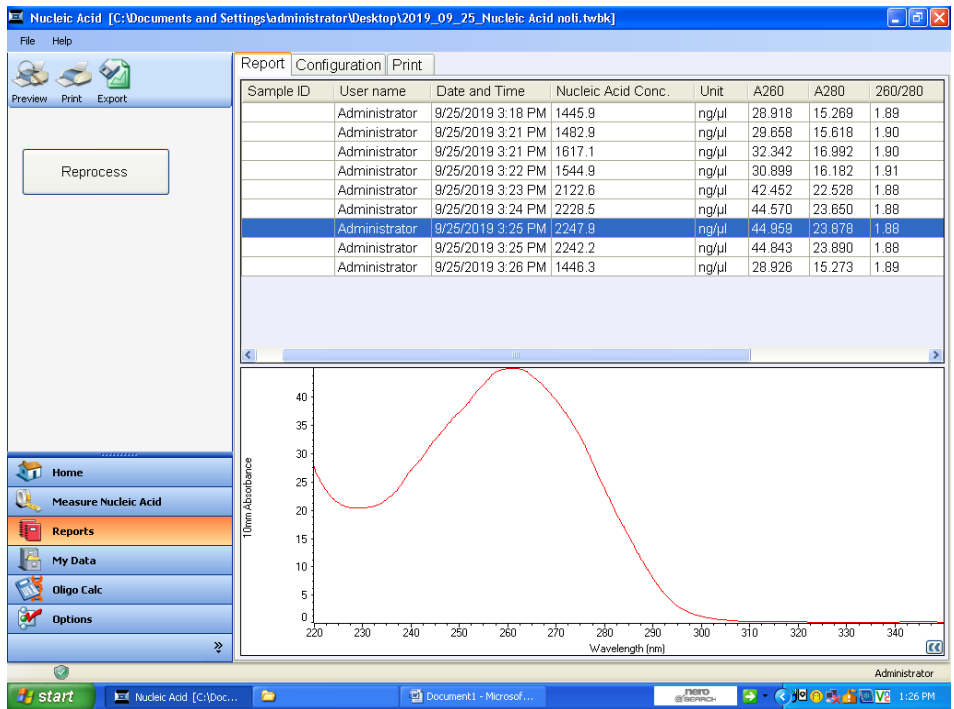 Nucleic Acid [C:\Documents and Settings\administrator\Desktop\2019_09_25_Nucleic Acid noli.twbk]
File Help
Preview Print Export
Reprocess
Report Configuration Print
Sample ID User name Date and Time Nucleic Acid Conc. Unit A260 A280 260/280
Administrator 9/25/2019 3:18 PM 1445.9 ng/µl 28.918 15.269 1.89
Administrator 9/25/2019 3:21 PM 1482.9 ng/µl 29.658 15.618 1.90
Administrator 9/25/2019 3:21 PM 1617.1 ng/µl 32.342 16.992 1.90
Administrator 9/25/2019 3:22 PM 1544.9 ng/µl 30.899 16.182 1.91
Administrator 9/25/2019 3:23 PM 2122.6 ng/µl 42.452 22.528 1.88
Administrator 9/25/2019 3:24 PM 2228.5 ng/µl 44.570 23.650 1.88
Administrator 9/25/2019 3:25 PM 2247.9 ng/µl 44.959 23.878 1.88
Administrator 9/25/2019 3:25 PM 2242.2 ng/µl 44.843 23.890 1.88
Administrator 9/25/2019 3:26 PM 1446.3 ng/µl 28.926 15.273 1.89
Home
Measure Nucleic Acid
Reports
My Data
Oligo Calc
Options
10mm Absorbance
40
35
30
25
20
15
10
5
0
220 230 240 250 260 270 280 290 300 310 320 330 340
Wavelength (nm)
Administrator
start Nucleic Acid [C:\Doc... Document1 - Microsof... nero SEARCH 1:26 PM